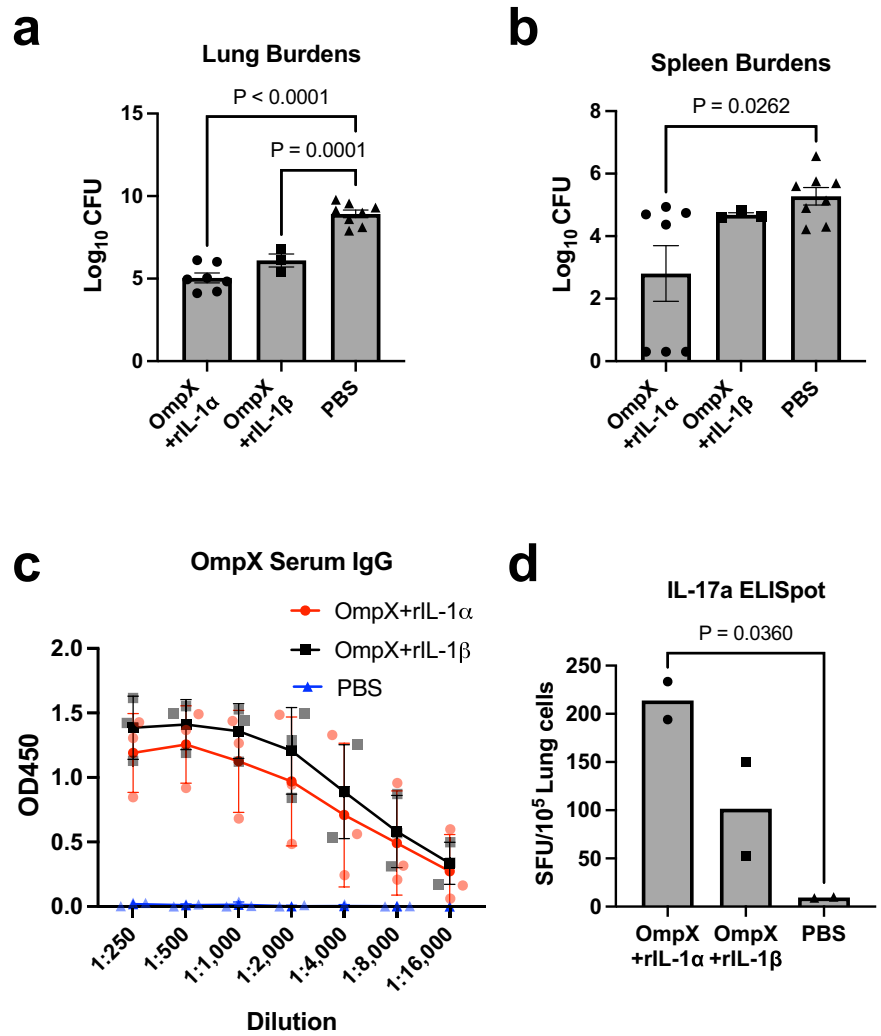 a
Lung Burdens
P < 0.0001
P = 0.0001
15
10
5
0
Log10 CFU
OmpX
+rIL-1α
OmpX
+rIL-1β
PBS
b
Spleen Burdens
P = 0.0262
8
6
4
2
0
Log10 CFU
OmpX
+rIL-1α
OmpX
+rIL-1β
PBS
c
OmpX Serum IgG
OmpX+rIL-1α
OmpX+rIL-1β
PBS
2.0
1.5
1.0
0.5
0.0
OD450
1:250
1:500
1:1,000
1:2,000
1:4,000
1:8,000
1:16,000
Dilution
d
IL-17a ELISpot
P = 0.0360
250
200
150
100
50
0
SFU/10⁵ Lung cells
OmpX
+rIL-1α
OmpX
+rIL-1β
PBS